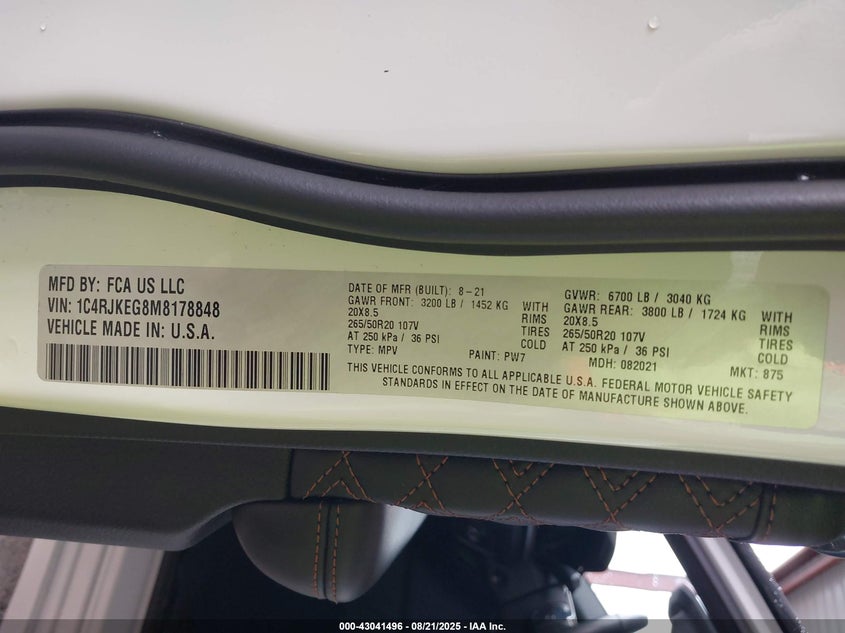 MFD BY: FCA US LLC
VIN: 1C4RJKEG8M8178848
VEHICLE MADE IN: U.S.A.
DATE OF MFR (BUILT): 8-21
GAWR FRONT: 3200 LB / 1452 KG WITH
20X8.5 RIMS
265/50R20 107V TIRES
AT 250 kPa / 36 PSI COLD
TYPE: MPV PAINT: PW7
GVWR: 6700 LB / 3040 KG
GAWR REAR: 3800 LB / 1724 KG WITH
20X8.5 RIMS
265/50R20 107V TIRES
AT 250 kPa / 36 PSI COLD
MDH: 082021 MKT: 875
THIS VEHICLE CONFORMS TO ALL APPLICABLE U.S.A. FEDERAL MOTOR VEHICLE SAFETY
STANDARDS IN EFFECT ON THE DATE OF MANUFACTURE SHOWN ABOVE.
000-43041496 - 08/21/2025 - IAA Inc.